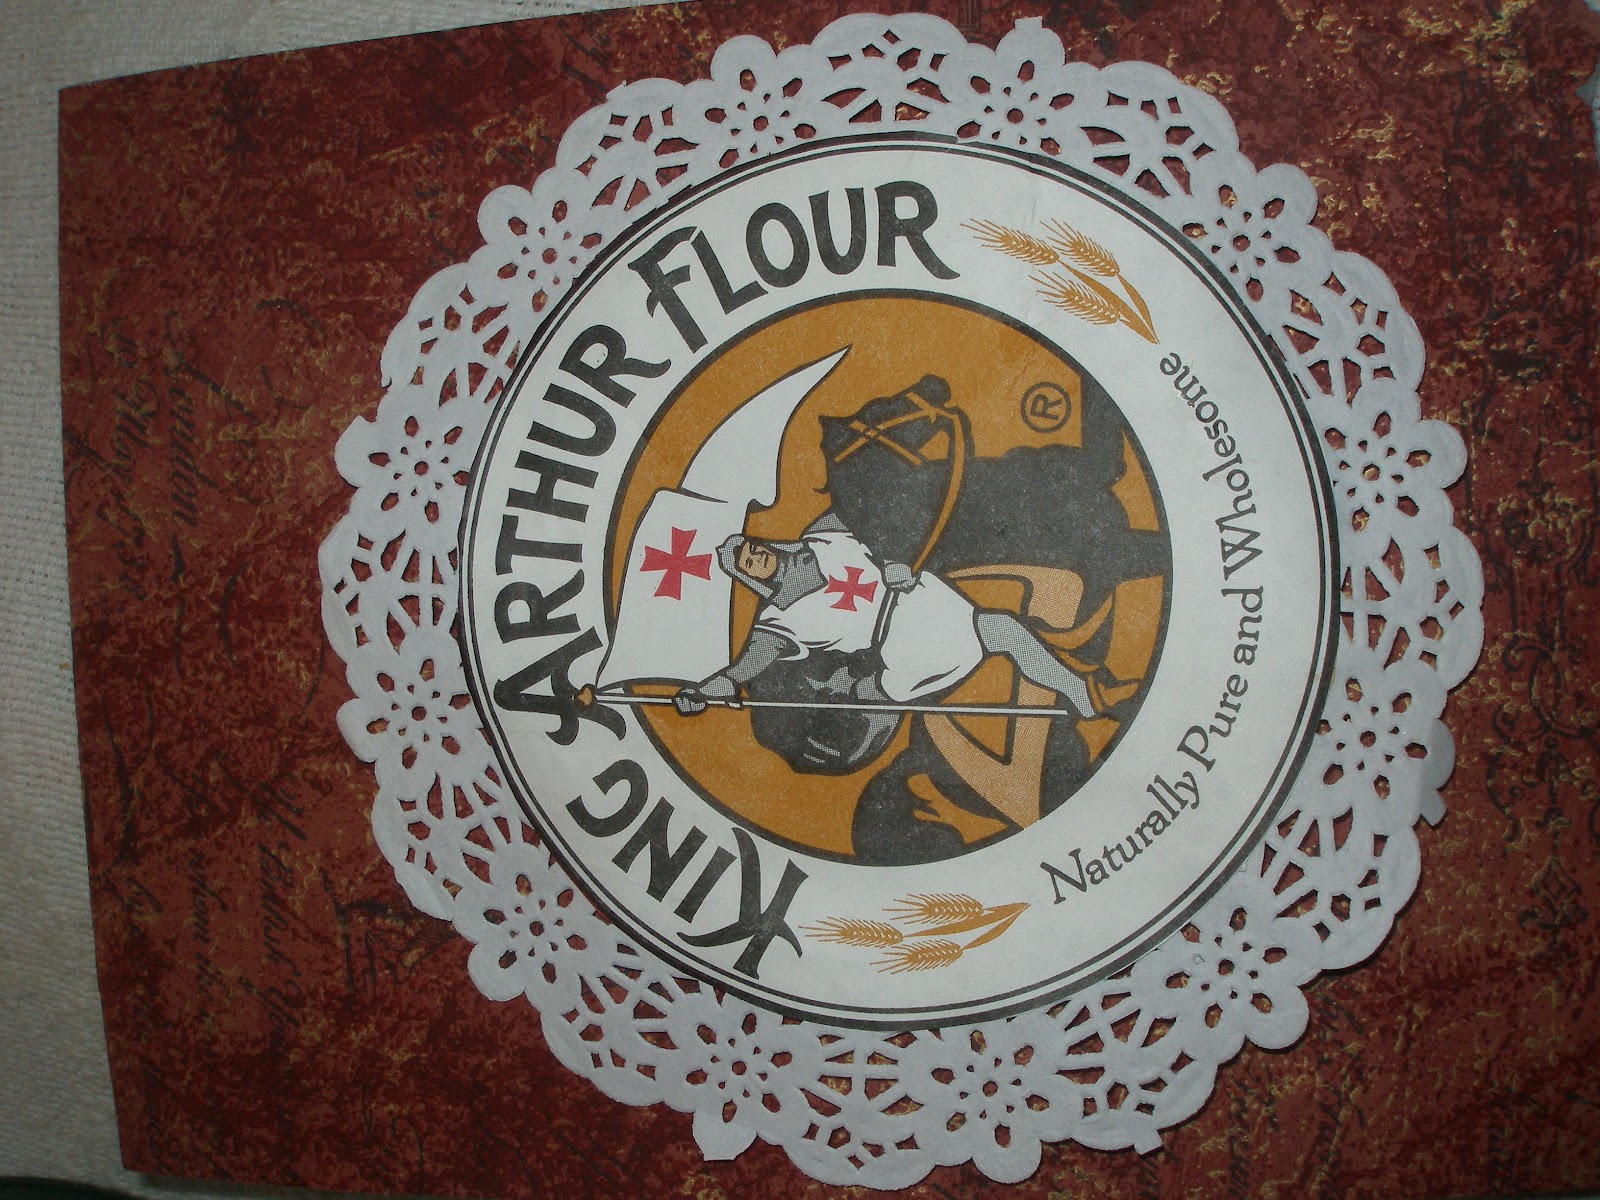 KING ARTHUR FLOUR
®
Naturally Pure and Wholesome